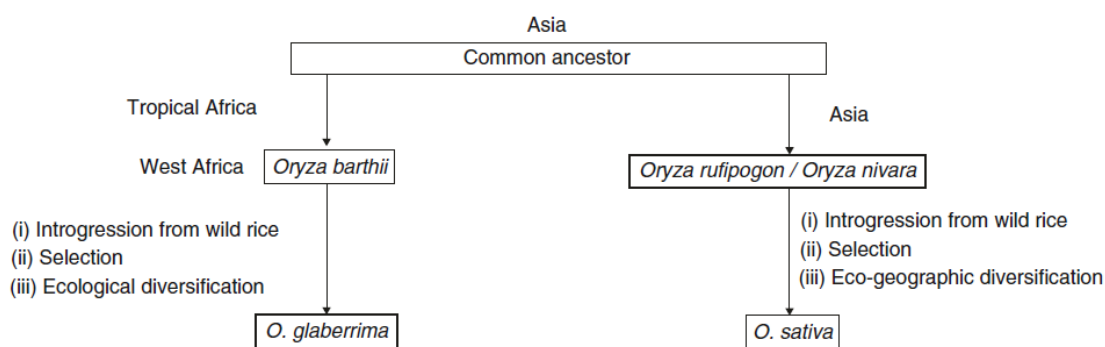 Asia
Common ancestor
Tropical Africa
Asia
West Africa
Oryza barthii
Oryza rufipogon / Oryza nivara
(i) Introgression from wild rice
(ii) Selection
(iii) Ecological diversification
(i) Introgression from wild rice
(ii) Selection
(iii) Eco-geographic diversification
O. glaberrima
O. sativa